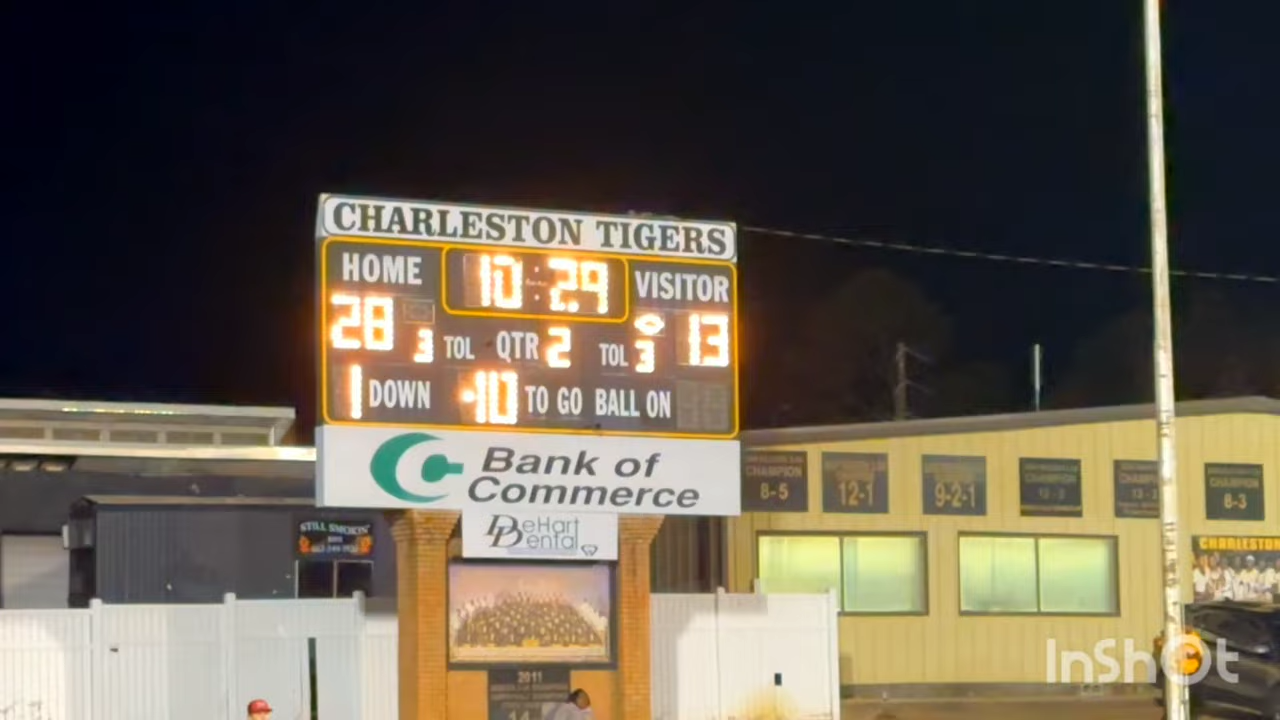 CHARLESTON TIGERS
HOME 10:29 VISITOR
28 3 TOL QTR 2 TOL 3 13
1 DOWN 10 TO GO BALL ON
Bank of
Commerce
DeHart
Dental
STILL SMOKIN'
CHAMPION
8-5
12-1
9-2-1
CHAMPION
8-3
CHARLESTON
2011
InShOt